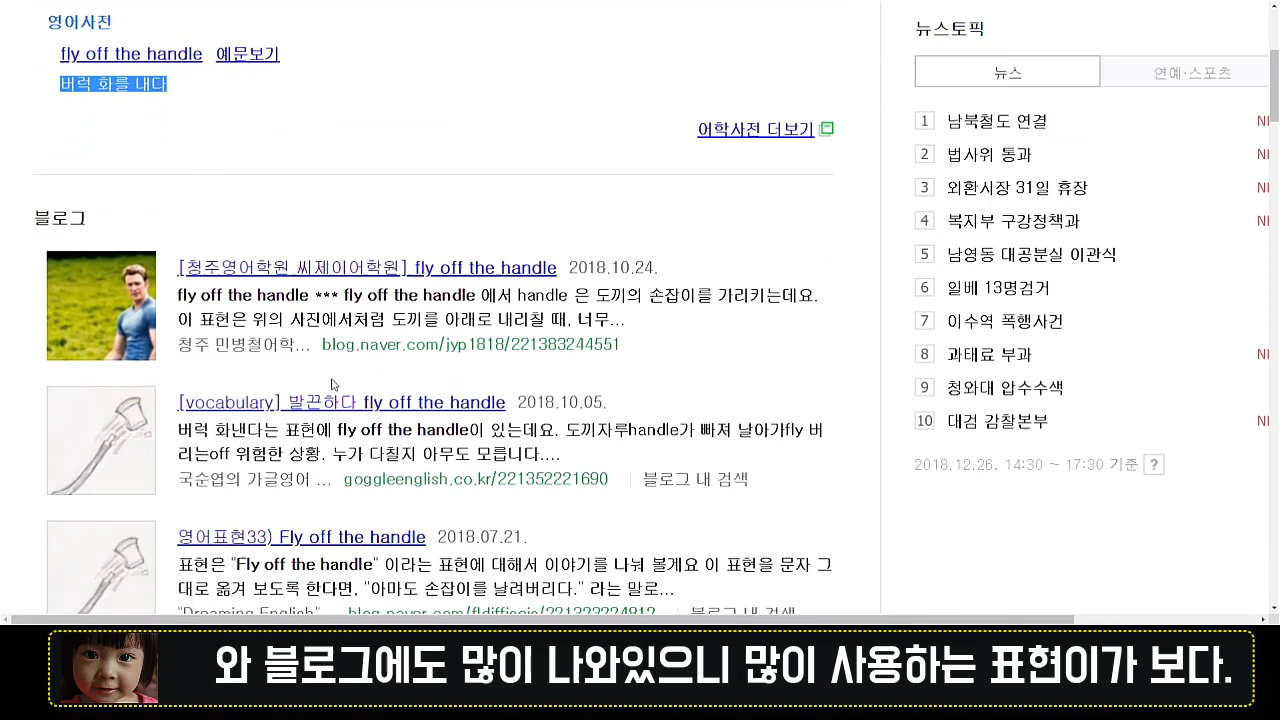 영어사전
fly off the handle 예문보기
버럭 화를 내다
어학사전 더보기
블로그
[청주영어학원 씨제이어학원] fly off the handle 2018.10.24.
fly off the handle *** fly off the handle 에서 handle 은 도끼의 손잡이를 가리키는데요.
이 표현은 위의 사진에서처럼 도끼를 아래로 내리칠 때, 너무...
청주 민병철어학... blog.naver.com/jyp1818/221383244551
[vocabulary] 발끈하다 fly off the handle 2018.10.05.
버럭 화낸다는 표현에 fly off the handle이 있는데요. 도끼자루handle가 빠져 날아가fly 버
리는off 위험한 상황. 누가 다칠지 아무도 모릅니다....
국순엽의 가글영어 ... goggleenglish.co.kr/221352221690 블로그 내 검색
영어표현33) Fly off the handle 2018.07.21.
표현은 "Fly off the handle" 이라는 표현에 대해서 이야기를 나눠 볼게요 이 표현을 문자 그
대로 옮겨 보도록 한다면, "아마도 손잡이를 날려버리다." 라는 말로...
"Dreaming English" blog.naver.com/fldifficois/221323224812 블로그 내 검색
뉴스토픽
뉴스 연예·스포츠
1 남북철도 연결
2 법사위 통과
3 외환시장 31일 휴장
4 복지부 구강정책과
5 남영동 대공분실 이관식
6 일베 13명검거
7 이수역 폭행사건
8 과태료 부과
9 청와대 압수수색
10 대검 감찰본부
2018.12.26. 14:30 ~ 17:30 기준 ?
와 블로그에도 많이 나와있으니 많이 사용하는 표현이가 보다.